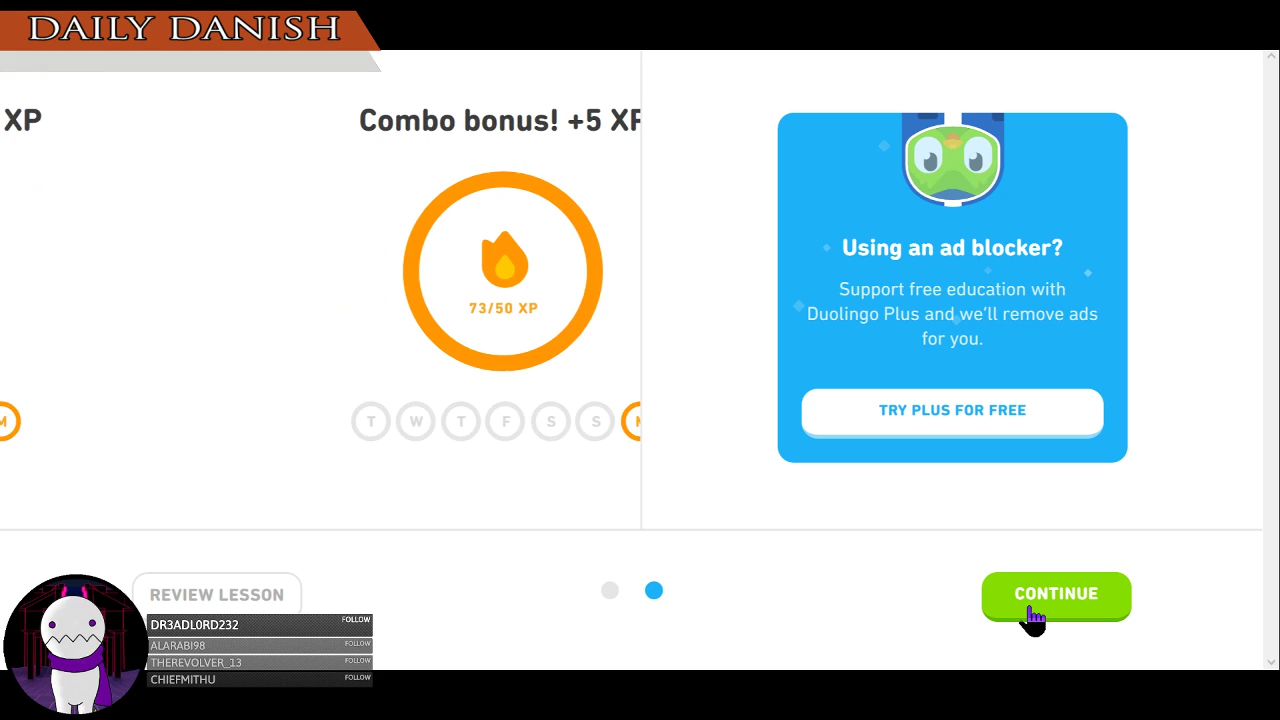 DAILY DANISH
XP
Combo bonus! +5 XP
73/50 XP
M
T W T F S S M
Using an ad blocker?
Support free education with
Duolingo Plus and we'll remove ads
for you.
TRY PLUS FOR FREE
REVIEW LESSON
CONTINUE
DR3ADL0RD232 FOLLOW
ALARABI98 FOLLOW
THEREVOLVER_13 FOLLOW
CHIEFMITHU FOLLOW